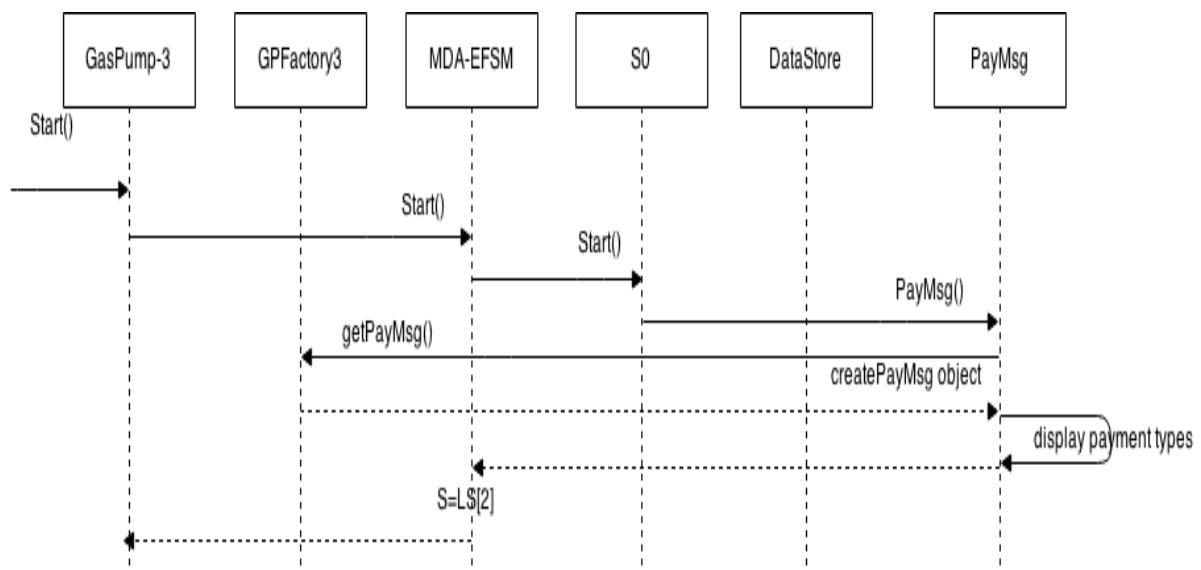 GasPump-3
GPFactory3
MDA-EFSM
S0
DataStore
PayMsg
Start()
Start()
Start()
PayMsg()
getPayMsg()
createPayMsg object
display payment types
S=LS[2]